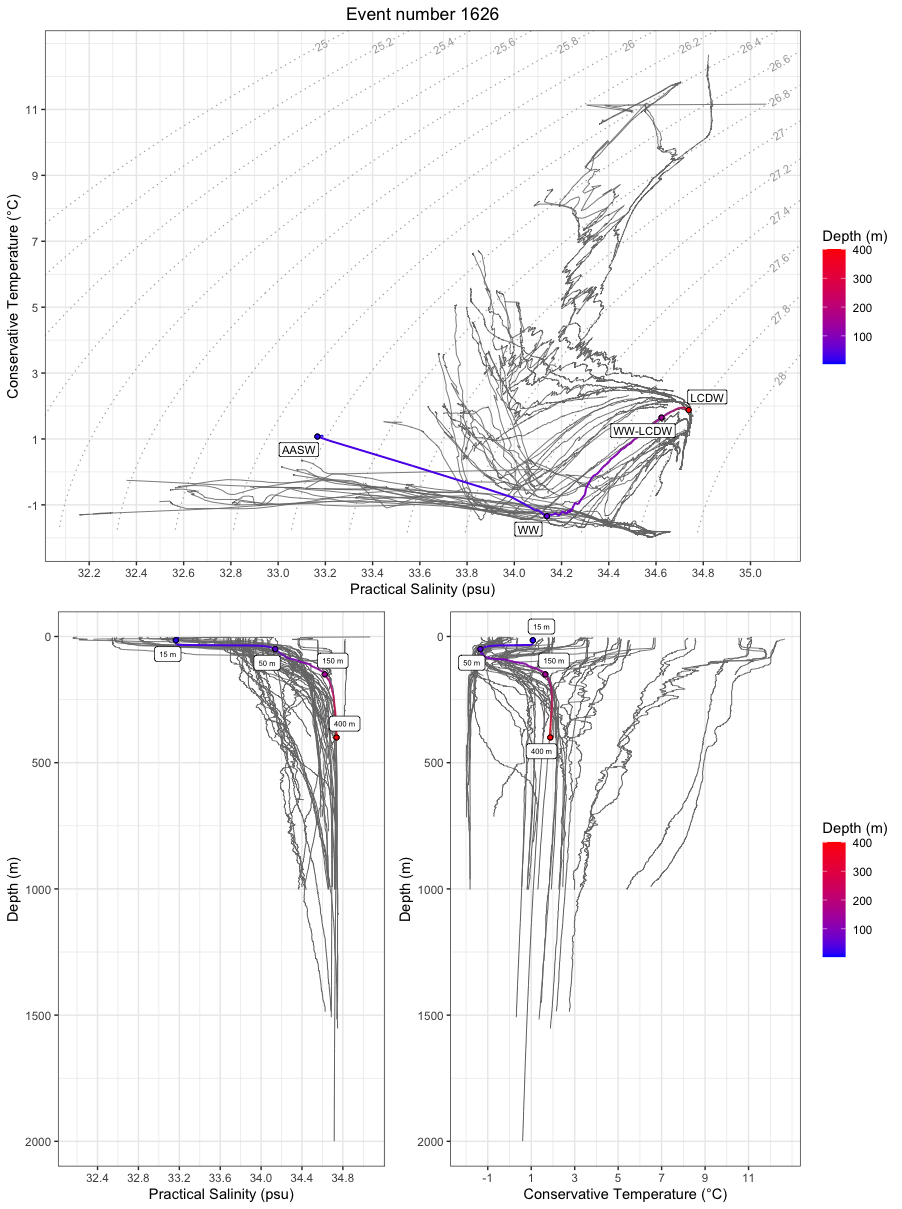 Event number 1626
25
25.2
25.4
25.6
25.8
26
26.2
26.4
26.6
26.8
27
27.2
27.4
27.6
27.8
28
11
9
7
5
3
1
-1
Conservative Temperature (°C)
AASW
WW
WW-LCDW
LCDW
32.2 32.4 32.6 32.8 33.0 33.2 33.4 33.6 33.8 34.0 34.2 34.4 34.6 34.8 35.0
Practical Salinity (psu)
Depth (m)
400
300
200
100
0
500
1000
1500
2000
Depth (m)
15 m
50 m
150 m
400 m
32.4 32.8 33.2 33.6 34.0 34.4 34.8
Practical Salinity (psu)
0
500
1000
1500
2000
Depth (m)
15 m
50 m
150 m
400 m
-1 1 3 5 7 9 11
Conservative Temperature (°C)
Depth (m)
400
300
200
100